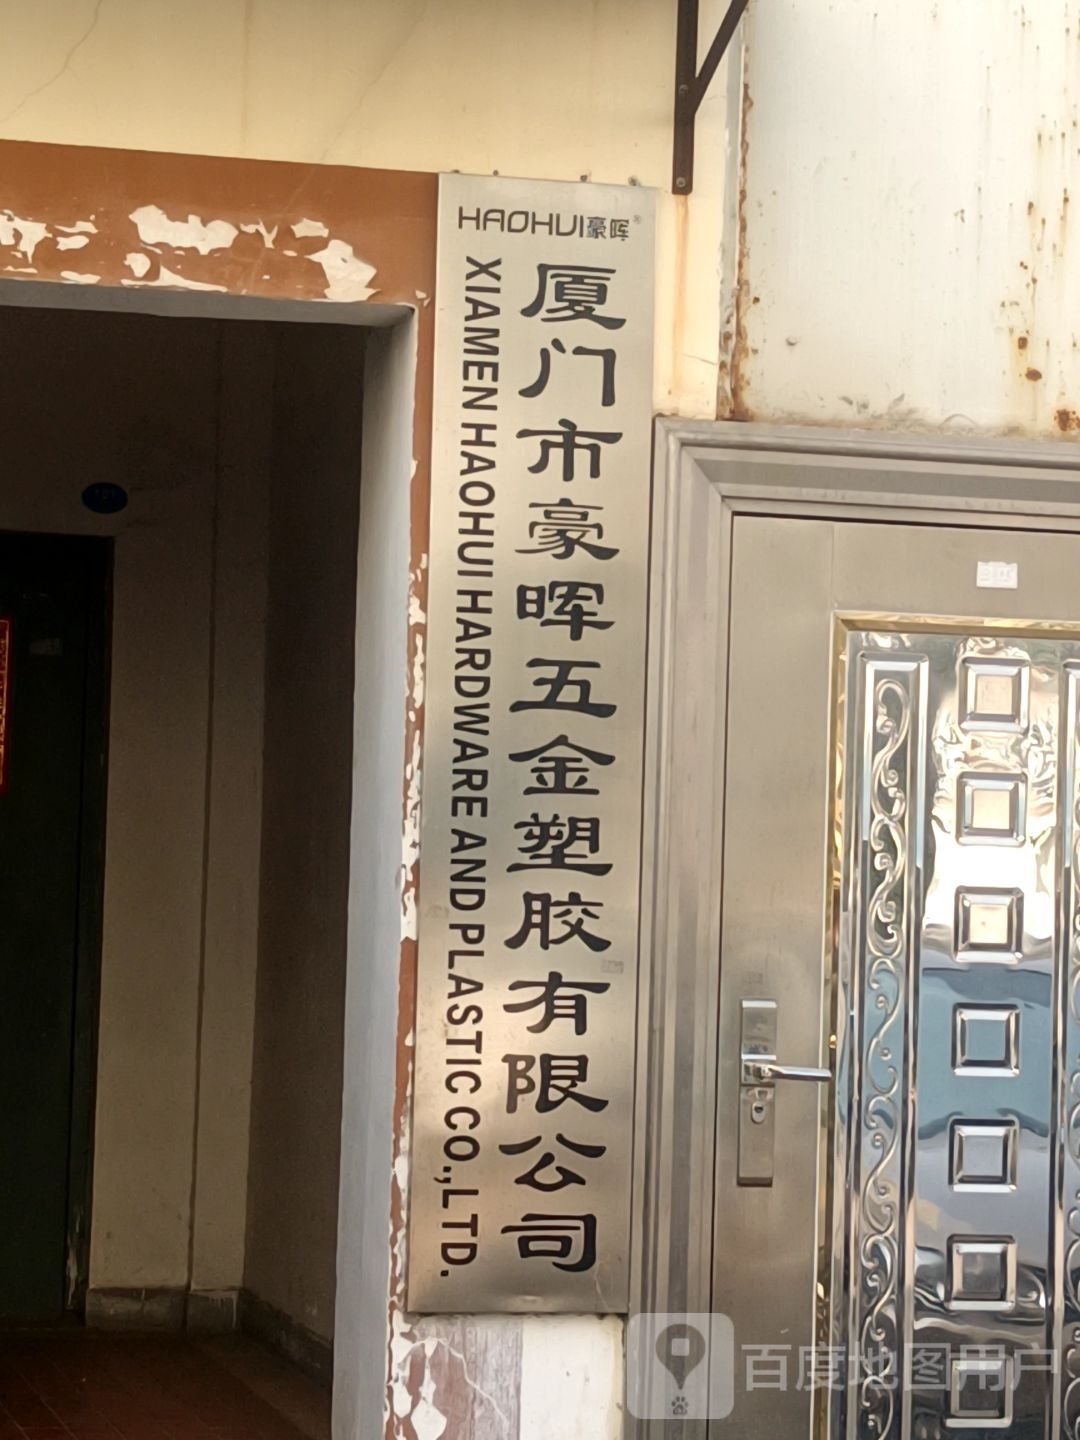 HAOHUI豪晖®
厦门市豪晖五金塑胶有限公司
XIAMEN HAOHUI HARDWARE AND PLASTIC CO.,LTD.
百度地图用户